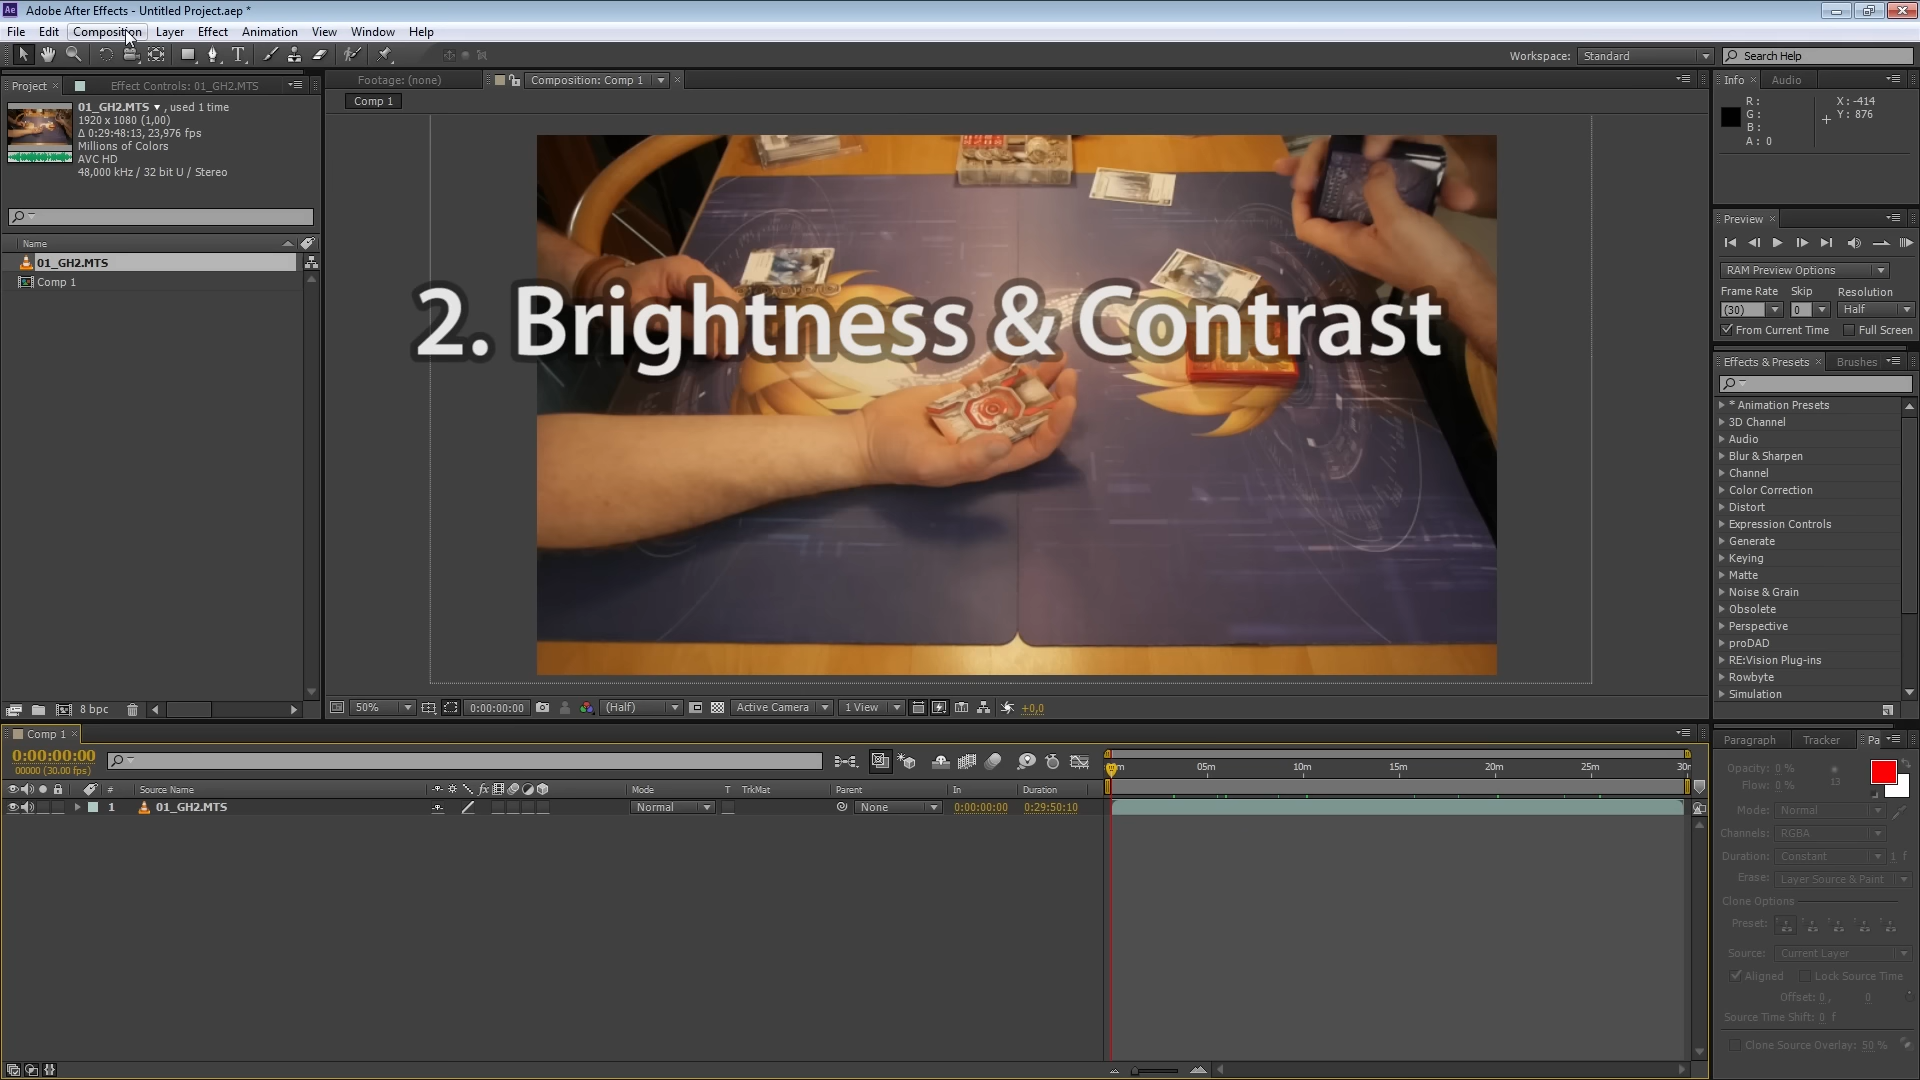 Adobe After Effects - Untitled Project.aep *
File Edit Composition Layer Effect Animation View Window Help
Workspace: Standard Search Help
Project Effect Controls: 01_GH2.MTS
Footage: (none) Composition: Comp 1
Info Audio
Comp 1
01_GH2.MTS , used 1 time
1920 x 1080 (1,00)
Δ 0:29:48:13, 23,976 fps
Millions of Colors
AVC HD
48,000 kHz / 32 bit U / Stereo
R :
G :
B :
A : 0
X : -414
Y : 876
Name
01_GH2.MTS
Comp 1
2. Brightness & Contrast
Preview
RAM Preview Options
Frame Rate Skip Resolution
(30) 0 Half
From Current Time Full Screen
Effects & Presets Brushes
* Animation Presets
3D Channel
Audio
Blur & Sharpen
Channel
Color Correction
Distort
Expression Controls
Generate
Keying
Matte
Noise & Grain
Obsolete
Perspective
proDAD
RE:Vision Plug-ins
Rowbyte
Simulation
8 bpc
50% 0:00:00:00 (Half) Active Camera 1 View +0,0
Comp 1
0:00:00:00
00000 (30.00 fps)
05m 10m 15m 20m 25m 30
# Source Name Mode T TrkMat Parent In Duration
1 01_GH2.MTS Normal None 0:00:00:00 0:29:50:10
Paragraph Tracker Pa
Opacity: 0 %
Flow: 0 %
13
Mode: Normal
Channels: RGBA
Duration: Constant 1 f
Erase: Layer Source & Paint
Clone Options
Preset:
Source: Current Layer
Aligned Lock Source Time
Offset: 0 , 0
Source Time Shift: 0 f
Clone Source Overlay: 50 %